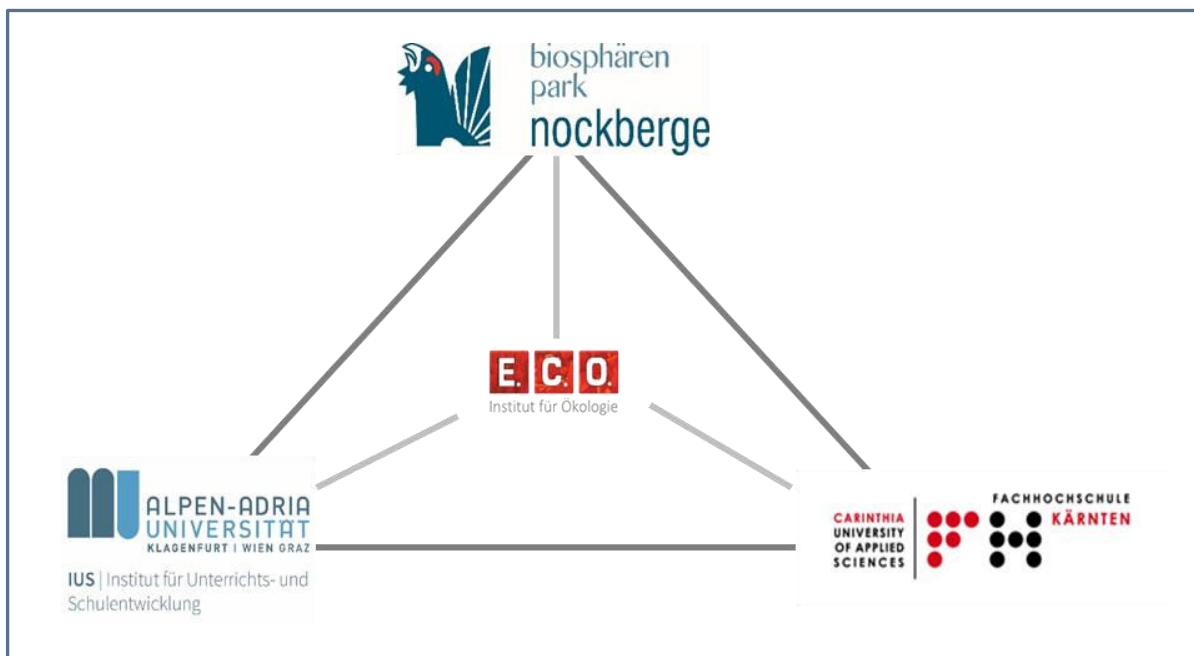 biosphären
park
nockberge
E.C.O.
Institut für Ökologie
ALPEN-ADRIA
UNIVERSITÄT
KLAGENFURT | WIEN GRAZ
IUS | Institut für Unterrichts- und
Schulentwicklung
CARINTHIA
UNIVERSITY
OF APPLIED
SCIENCES
FACHHOCHSCHULE
KÄRNTEN